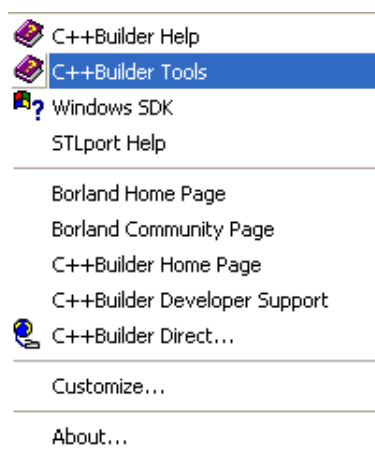 C++Builder Help
C++Builder Tools
Windows SDK
STLport Help
Borland Home Page
Borland Community Page
C++Builder Home Page
C++Builder Developer Support
C++Builder Direct...
Customize...
About...